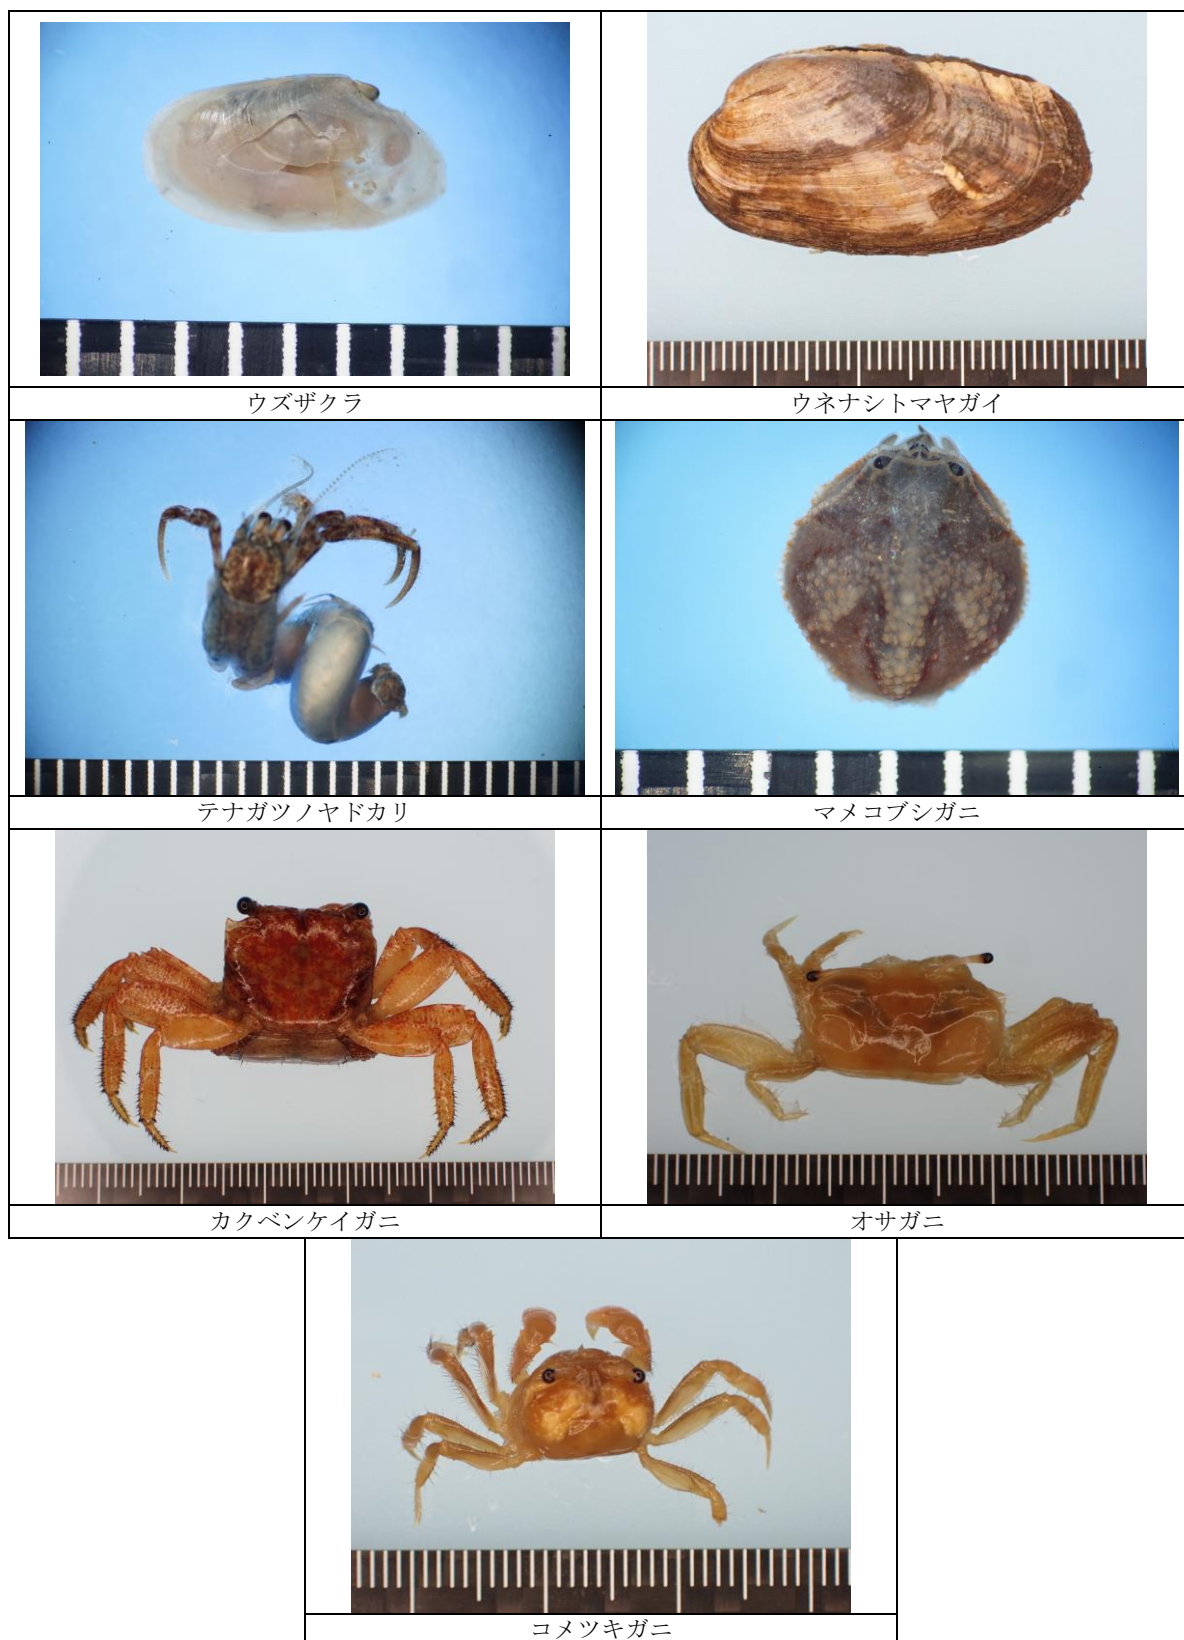 ウズザクラ
ウネナシトマヤガイ
テナガツノヤドカリ
マメコブシガニ
カクベンケイガニ
オサガニ
コメツキガニ